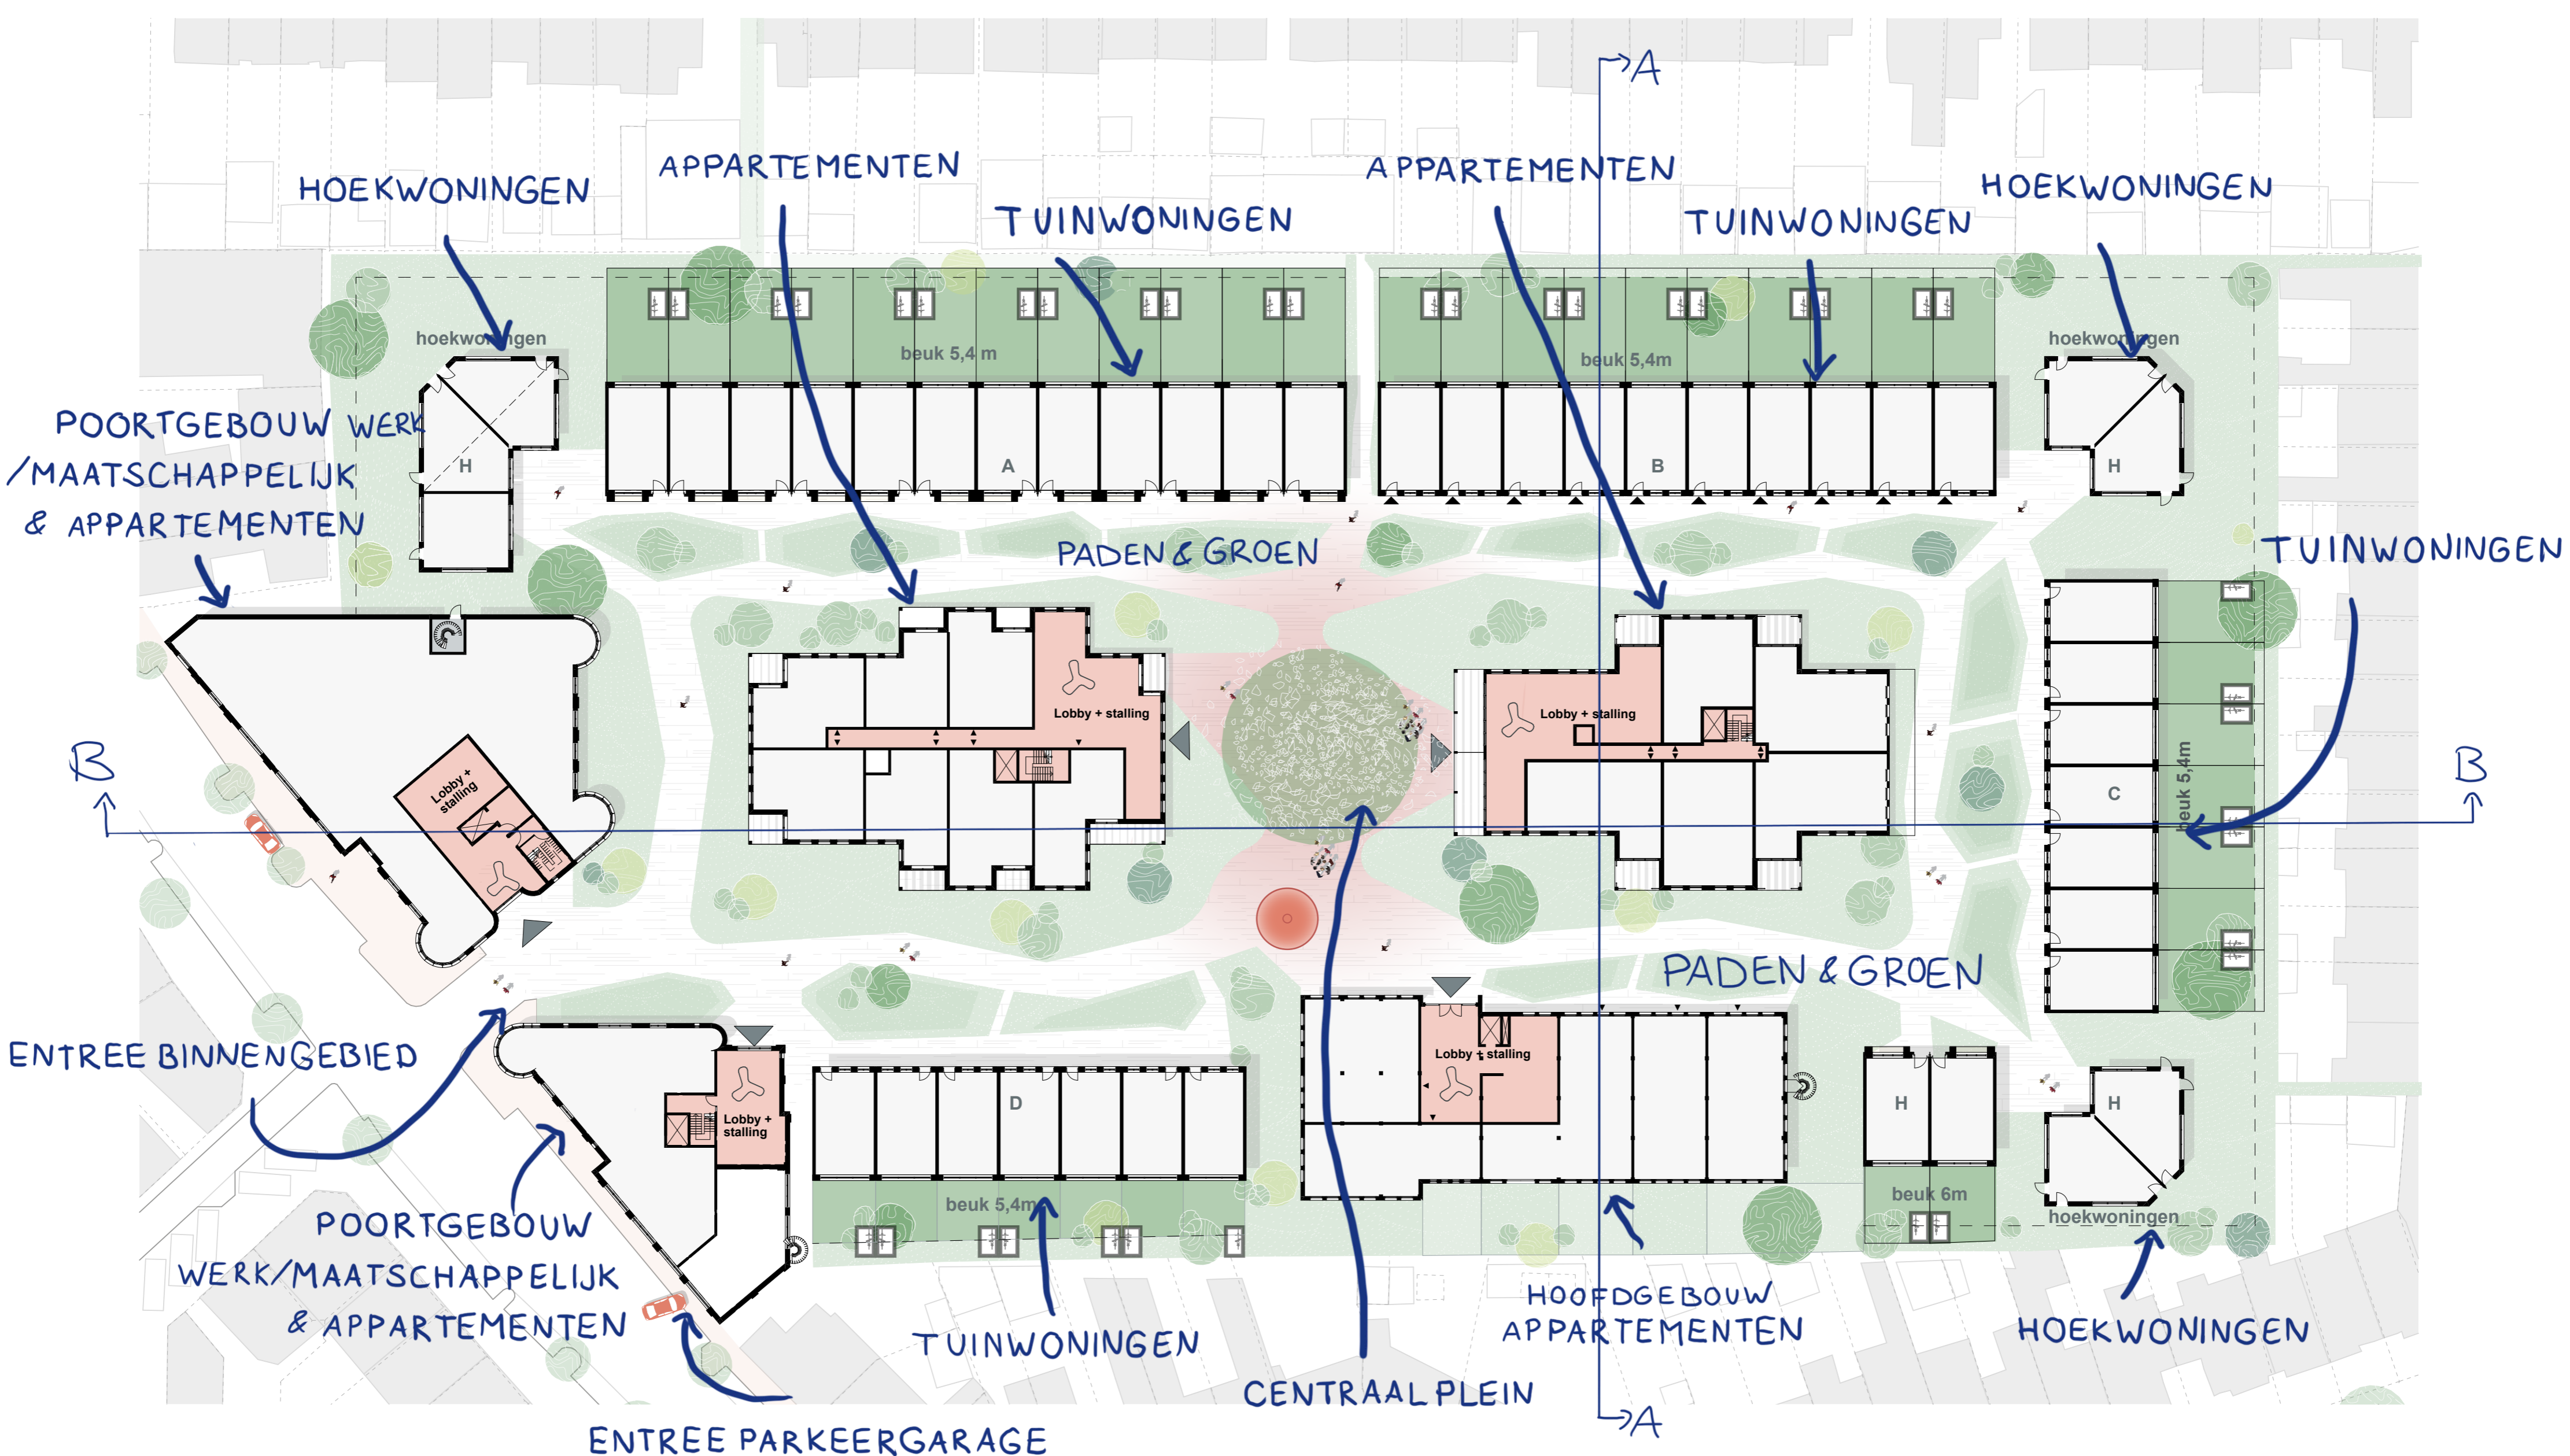 A
APPARTEMENTEN
APPARTEMENTEN
HOEKWONINGEN
HOEKWONINGEN
TUINWONINGEN
TUINWONINGEN
hoekwoningen
hoekwoningen
beuk 5,4 m
beuk 5,4m
POORTGEBOUW WERK
/MAATSCHAPPELIJK
& APPARTEMENTEN
H
A
B
H
PADEN & GROEN
TUINWONINGEN
Lobby + stalling
Lobby + stalling
B
B
Lobby +
stalling
C
beuk 5,4m
PADEN & GROEN
ENTREE BINNENGEBIED
Lobby + stalling
Lobby +
stalling
D
H
H
beuk 5,4m
beuk 6m
hoekwoningen
POORTGEBOUW
WERK/MAATSCHAPPELIJK
& APPARTEMENTEN
TUINWONINGEN
HOOFDGEBOUW
APPARTEMENTEN
HOEKWONINGEN
CENTRAAL PLEIN
A
ENTREE PARKEERGARAGE